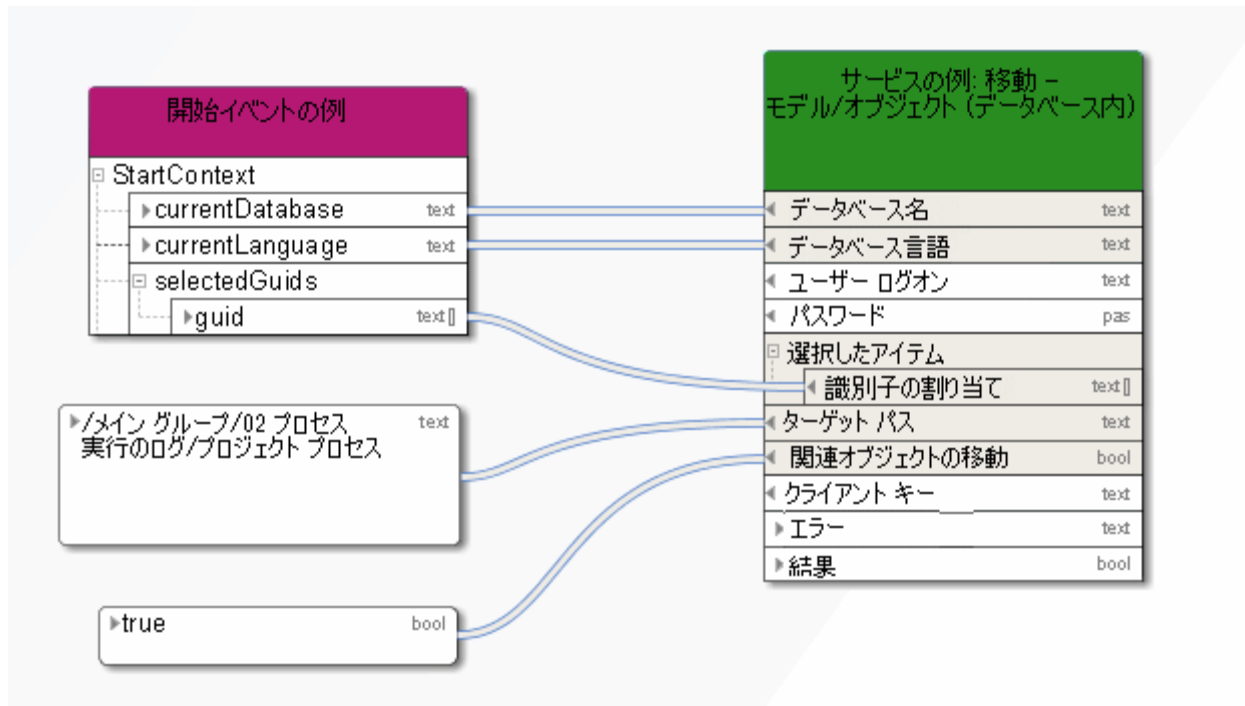 開始イベントの例
StartContext
currentDatabase text
currentLanguage text
selectedGuids
guid text[]
/メイン グループ/02 プロセス text
実行のログ/プロジェクト プロセス
true bool
サービスの例: 移動 –
モデル/オブジェクト (データベース内)
データベース名 text
データベース言語 text
ユーザー ログオン text
パスワード pas
選択したアイテム
識別子の割り当て text[]
ターゲット パス text
関連オブジェクトの移動 bool
クライアント キー text
エラー text
結果 bool